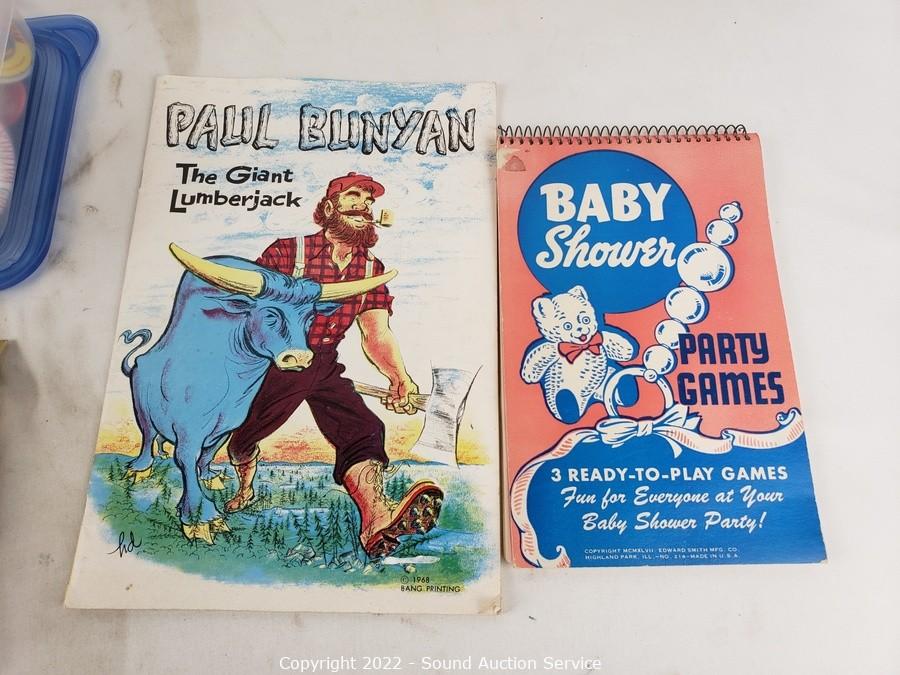 PAUL BUNYAN
The Giant
Lumberjack
hd
© 1968
BANG PRINTING
BABY
Shower
PARTY
GAMES
3 READY-TO-PLAY GAMES
Fun for Everyone at Your
Baby Shower Party!
COPYRIGHT MCMXLVII: EDWARD SMITH MFG. CO.
HIGHLAND PARK, ILL.-NO. 214-MADE IN U.S.A.
Copyright 2022 - Sound Auction Service